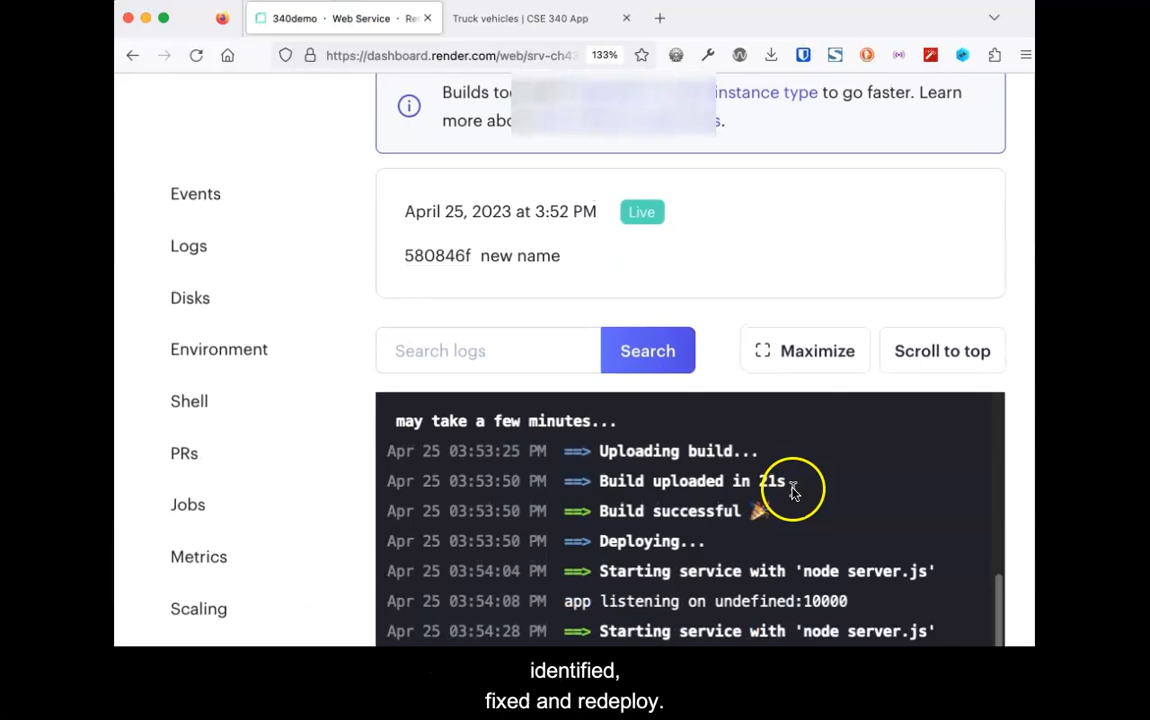 340demo · Web Service · Re
Truck vehicles | CSE 340 App
https://dashboard.render.com/web/srv-ch43
133%
Builds too instance type to go faster. Learn
more abo s.
Events
Logs
Disks
Environment
Shell
PRs
Jobs
Metrics
Scaling
April 25, 2023 at 3:52 PM Live
580846f new name
Search logs Search Maximize Scroll to top
may take a few minutes...
Apr 25 03:53:25 PM ==> Uploading build...
Apr 25 03:53:50 PM ==> Build uploaded in 21s
Apr 25 03:53:50 PM ==> Build successful 🎉
Apr 25 03:53:50 PM ==> Deploying...
Apr 25 03:54:04 PM ==> Starting service with 'node server.js'
Apr 25 03:54:08 PM app listening on undefined:10000
Apr 25 03:54:28 PM ==> Starting service with 'node server.js'
identified,
fixed and redeploy.